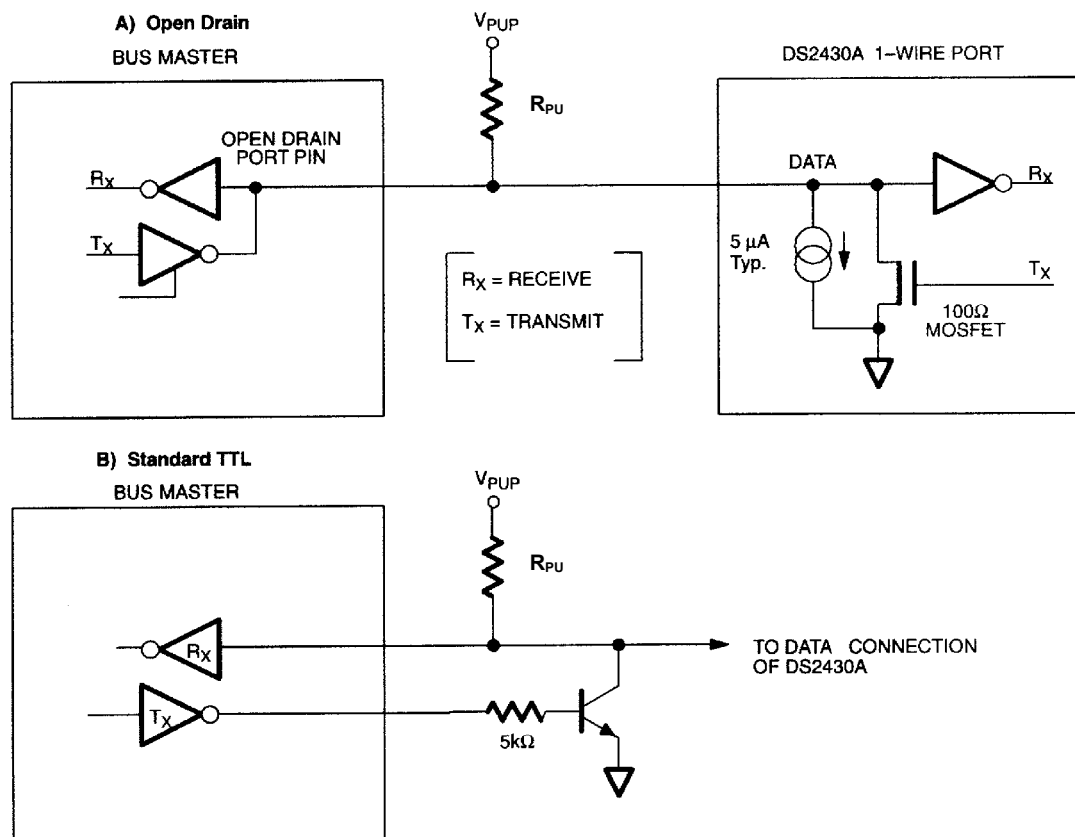 A) Open Drain
BUS MASTER
VPUP
DS2430A 1–WIRE PORT
RPU
OPEN DRAIN
PORT PIN
RX
TX
DATA
RX
5 µA
Typ.
TX
100Ω
MOSFET
RX = RECEIVE
TX = TRANSMIT
B) Standard TTL
BUS MASTER
VPUP
RPU
RX
TX
5kΩ
TO DATA CONNECTION
OF DS2430A